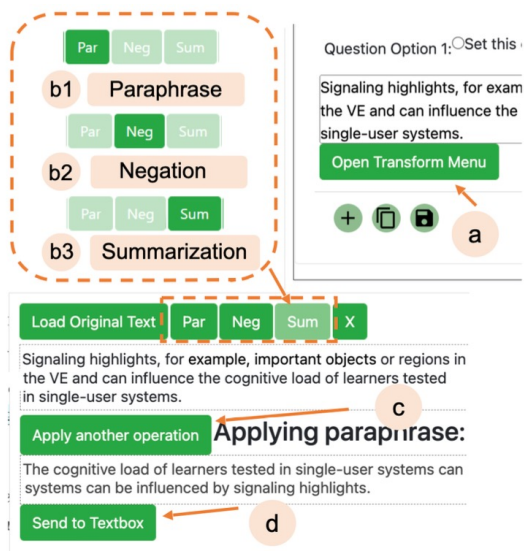 Par Neg Sum
b1 Paraphrase
Par Neg Sum
b2 Negation
Par Neg Sum
b3 Summarization
Question Option 1: Set this
Signaling highlights, for exam
the VE and can influence the
single-user systems.
Open Transform Menu
a
Load Original Text Par Neg Sum X
Signaling highlights, for example, important objects or regions in
the VE and can influence the cognitive load of learners tested
in single-user systems.
c
Apply another operation Applying paraphrase:
The cognitive load of learners tested in single-user systems can
systems can be influenced by signaling highlights.
Send to Textbox
d